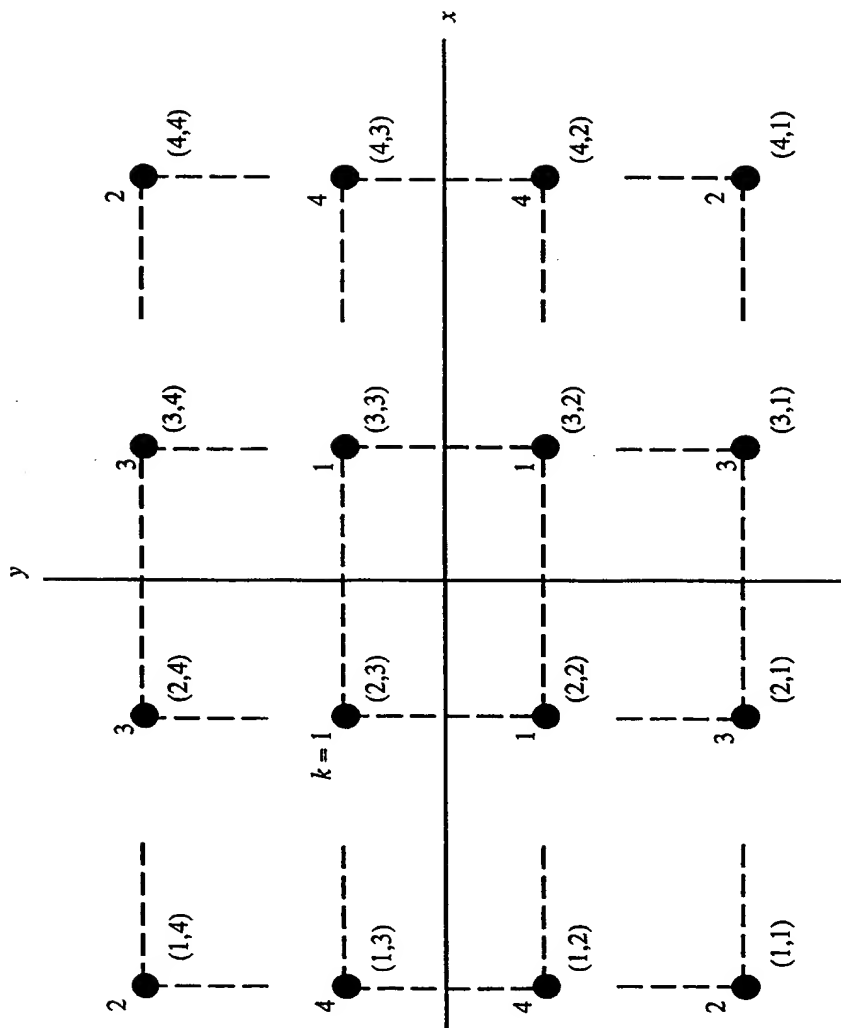 y
2 3 3 2
(1,4) (2,4) (3,4) (4,4)
4 k = 1 1 4
(1,3) (2,3) (3,3) (4,3)
x
4 1 1 4
(1,2) (2,2) (3,2) (4,2)
2 3 3 2
(1,1) (2,1) (3,1) (4,1)